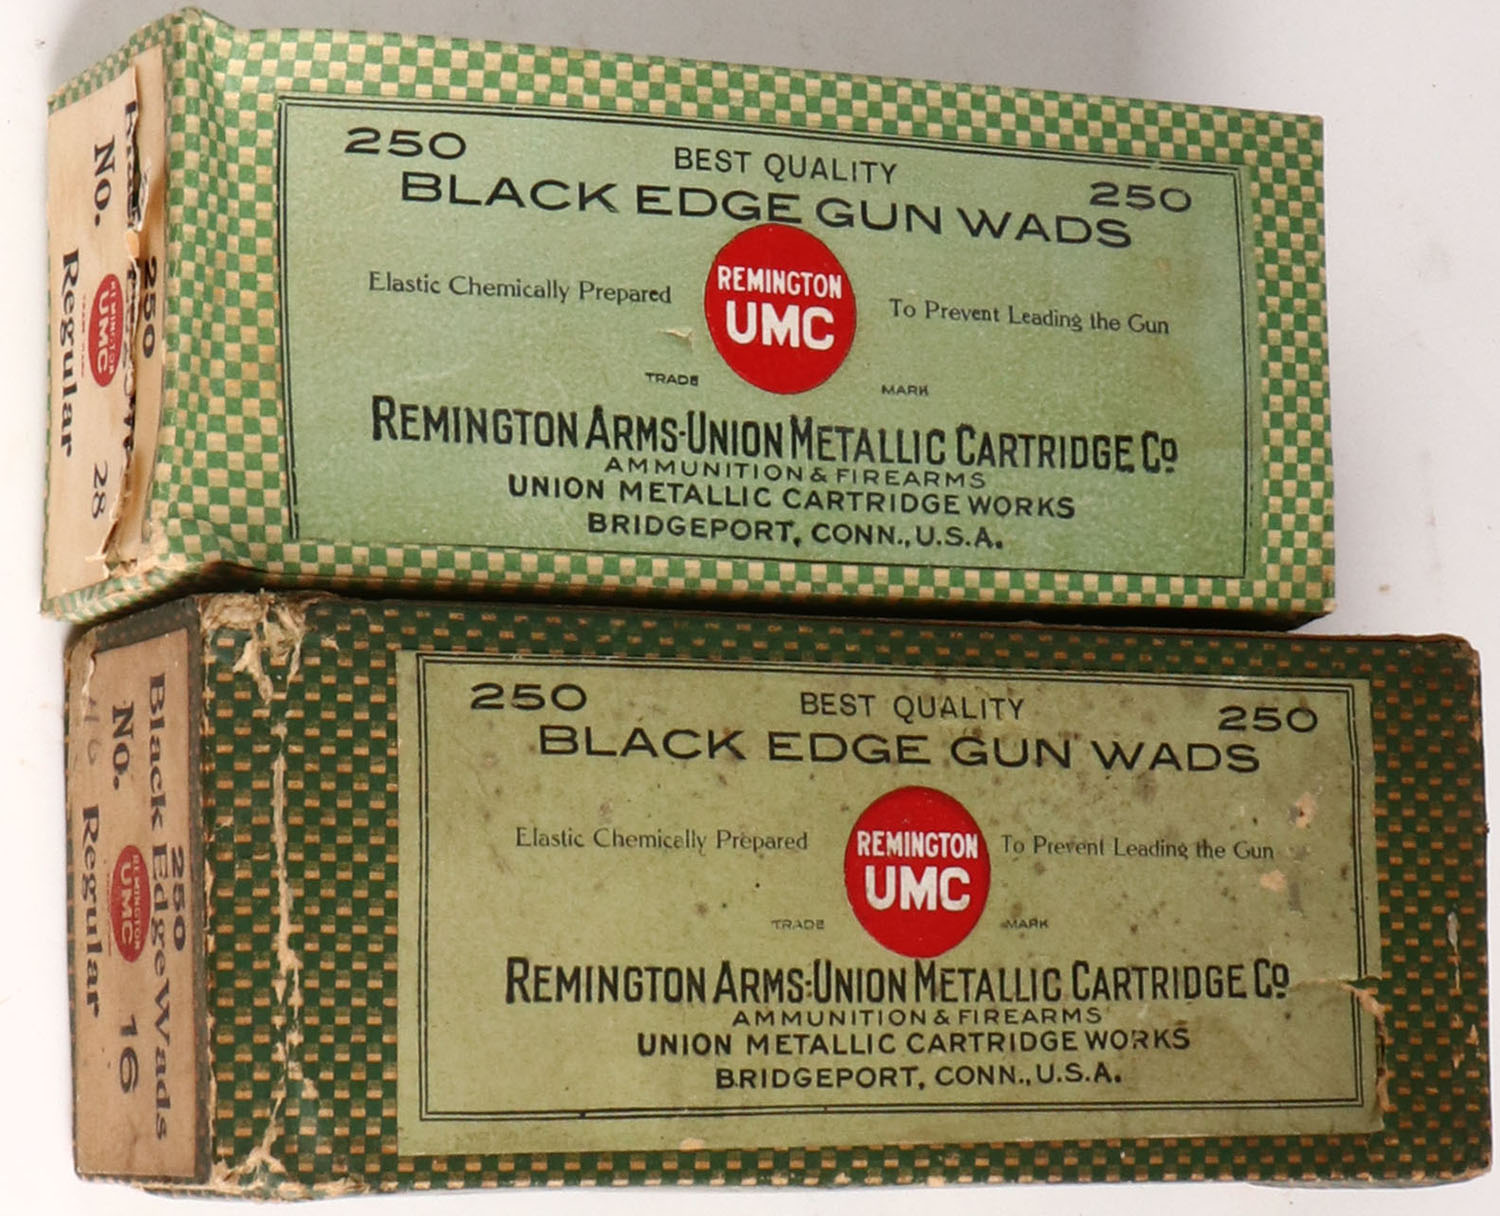 250
BEST QUALITY
250
BLACK EDGE GUN WADS
Elastic Chemically Prepared
REMINGTON
UMC
To Prevent Leading the Gun
TRADE
MARK
REMINGTON ARMS-UNION METALLIC CARTRIDGE CO
AMMUNITION & FIREARMS
UNION METALLIC CARTRIDGE WORKS
BRIDGEPORT, CONN., U.S.A.
250
REMINGTON
UMC
No. 28
Regular
250
BEST QUALITY
250
BLACK EDGE GUN WADS
Elastic Chemically Prepared
REMINGTON
UMC
To Prevent Leading the Gun
TRADE
MARK
REMINGTON ARMS-UNION METALLIC CARTRIDGE CO
AMMUNITION & FIREARMS
UNION METALLIC CARTRIDGE WORKS
BRIDGEPORT, CONN., U.S.A.
250
Black Edge Wads
REMINGTON
UMC
No. 16
Regular